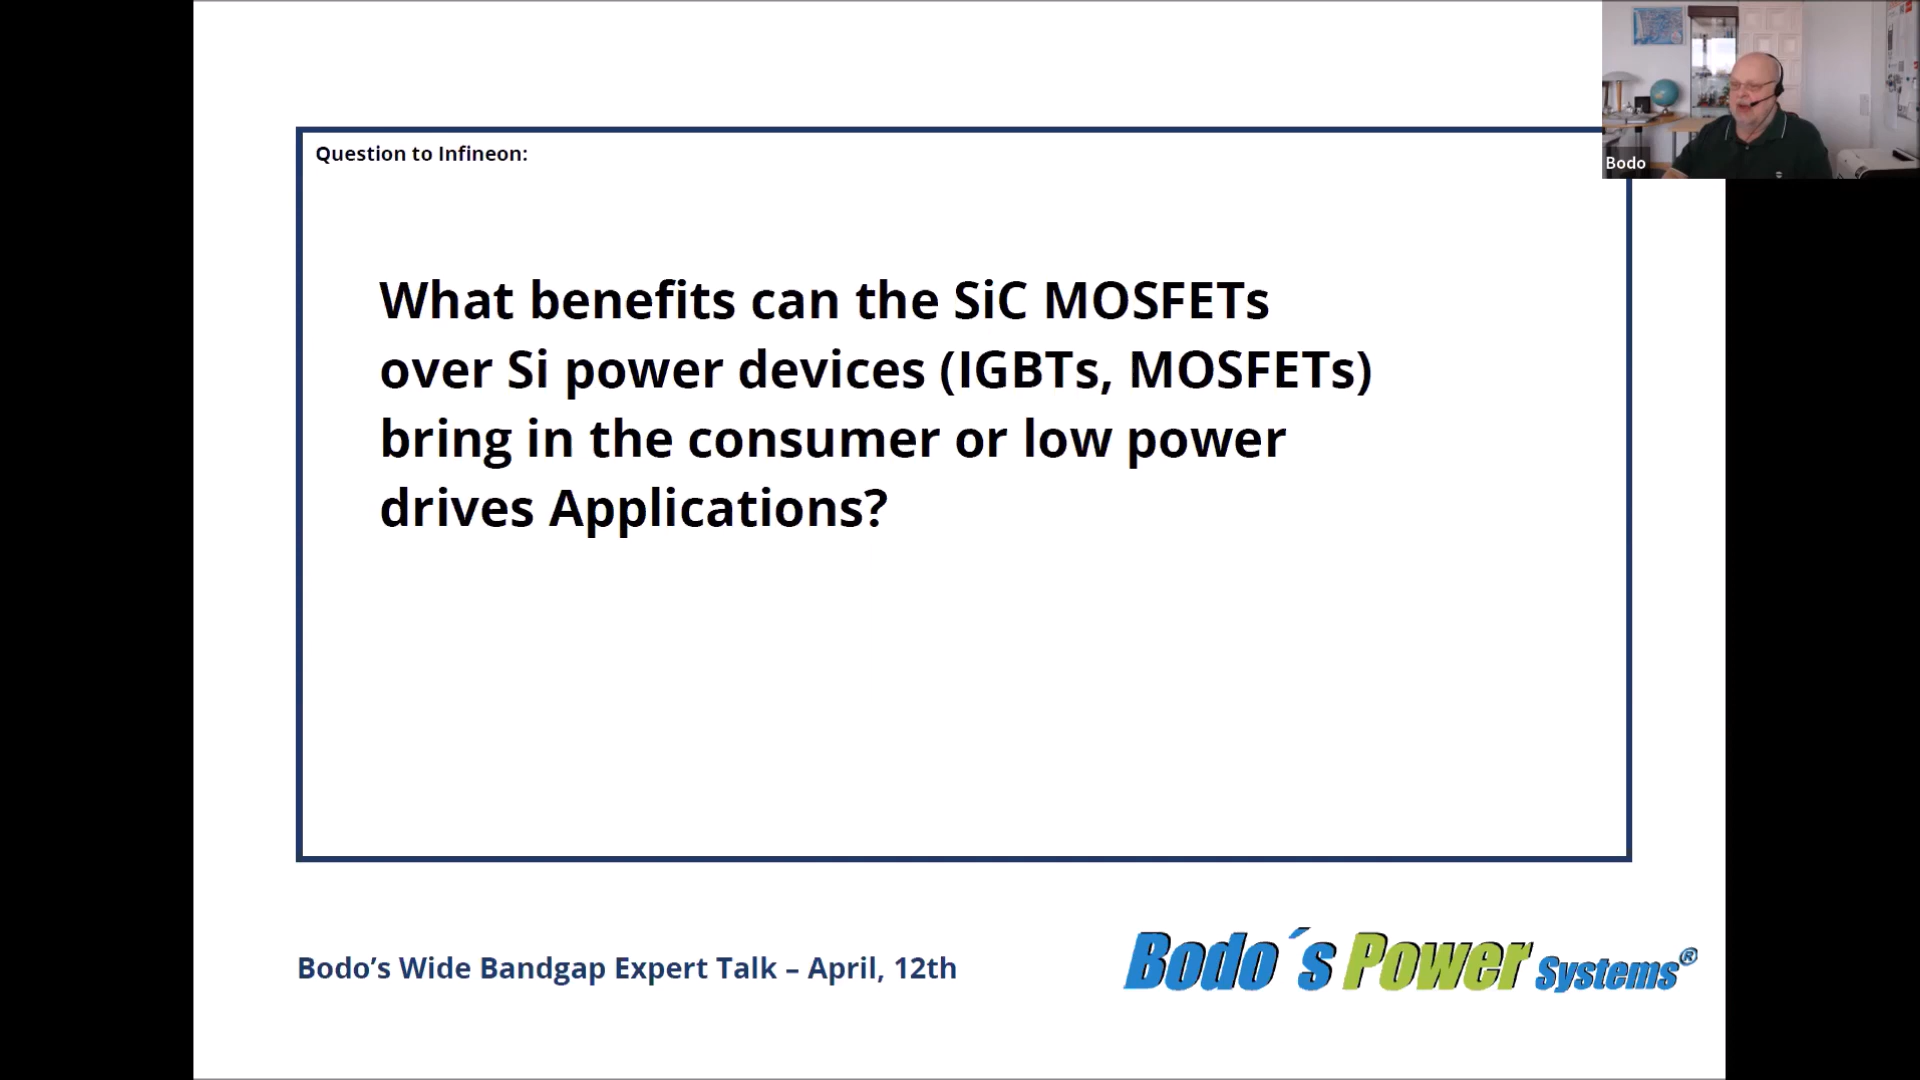 Question to Infineon:
What benefits can the SiC MOSFETs
over Si power devices (IGBTs, MOSFETs)
bring in the consumer or low power
drives Applications?
Bodo
Bodo’s Wide Bandgap Expert Talk – April, 12th
Bodo´s Power Systems®